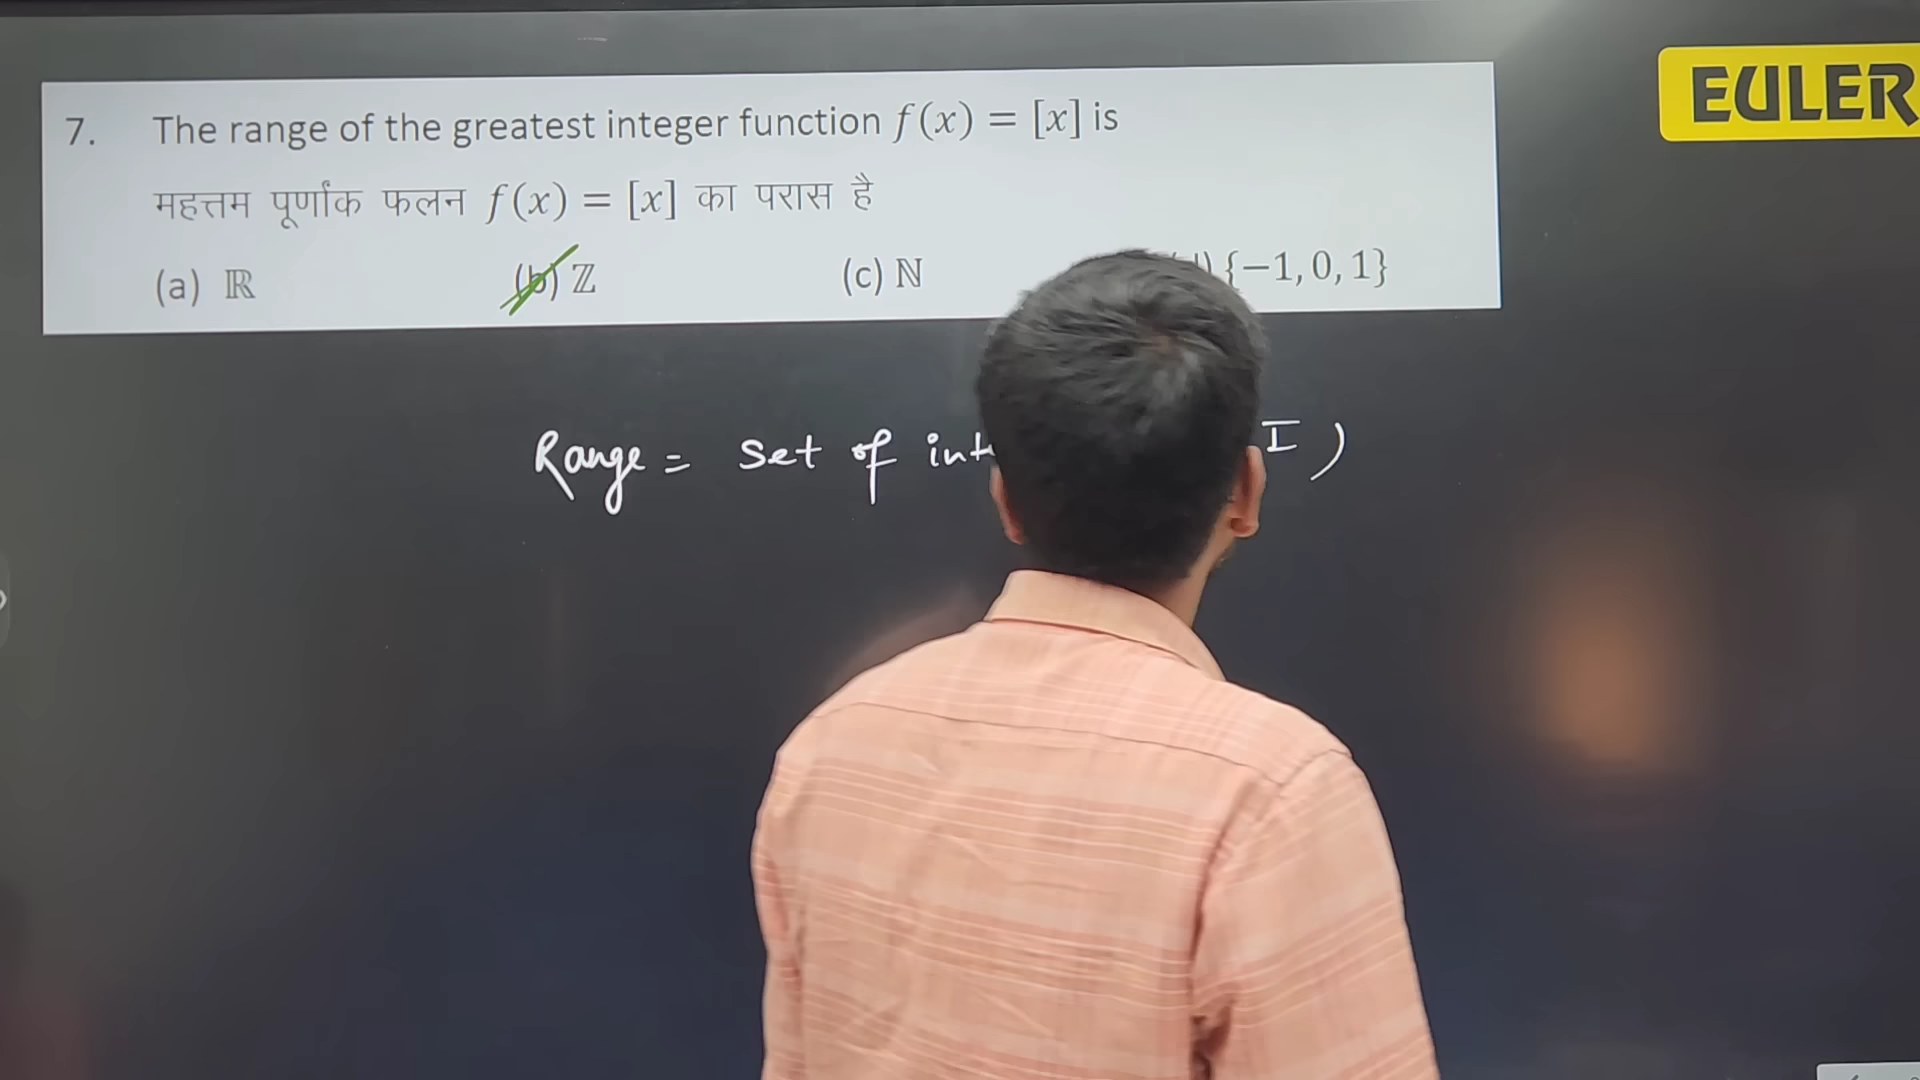 EULER
7. The range of the greatest integer function f(x) = [x] is
महत्तम पूर्णांक फलन f(x) = [x] का परास है
(a) ℝ (b) ℤ (c) ℕ {−1, 0, 1}
Range = set of I )